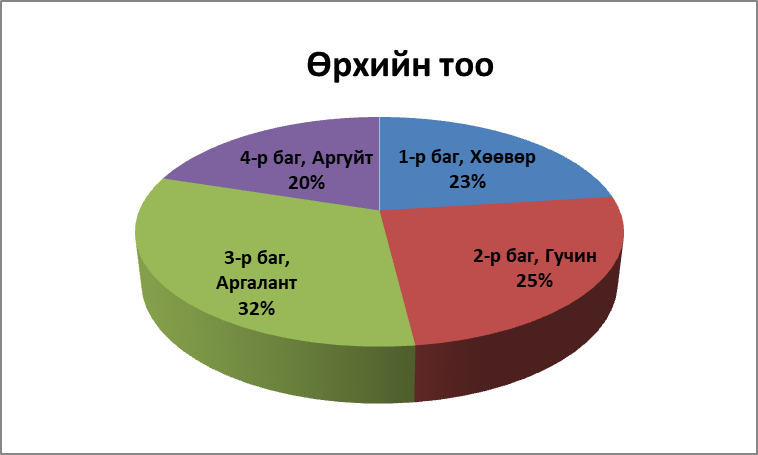 Өрхийн тоо
4-р баг, Аргуйт
20%
1-р баг, Хөөвөр
23%
3-р баг,
Аргалант
32%
2-р баг, Гучин
25%